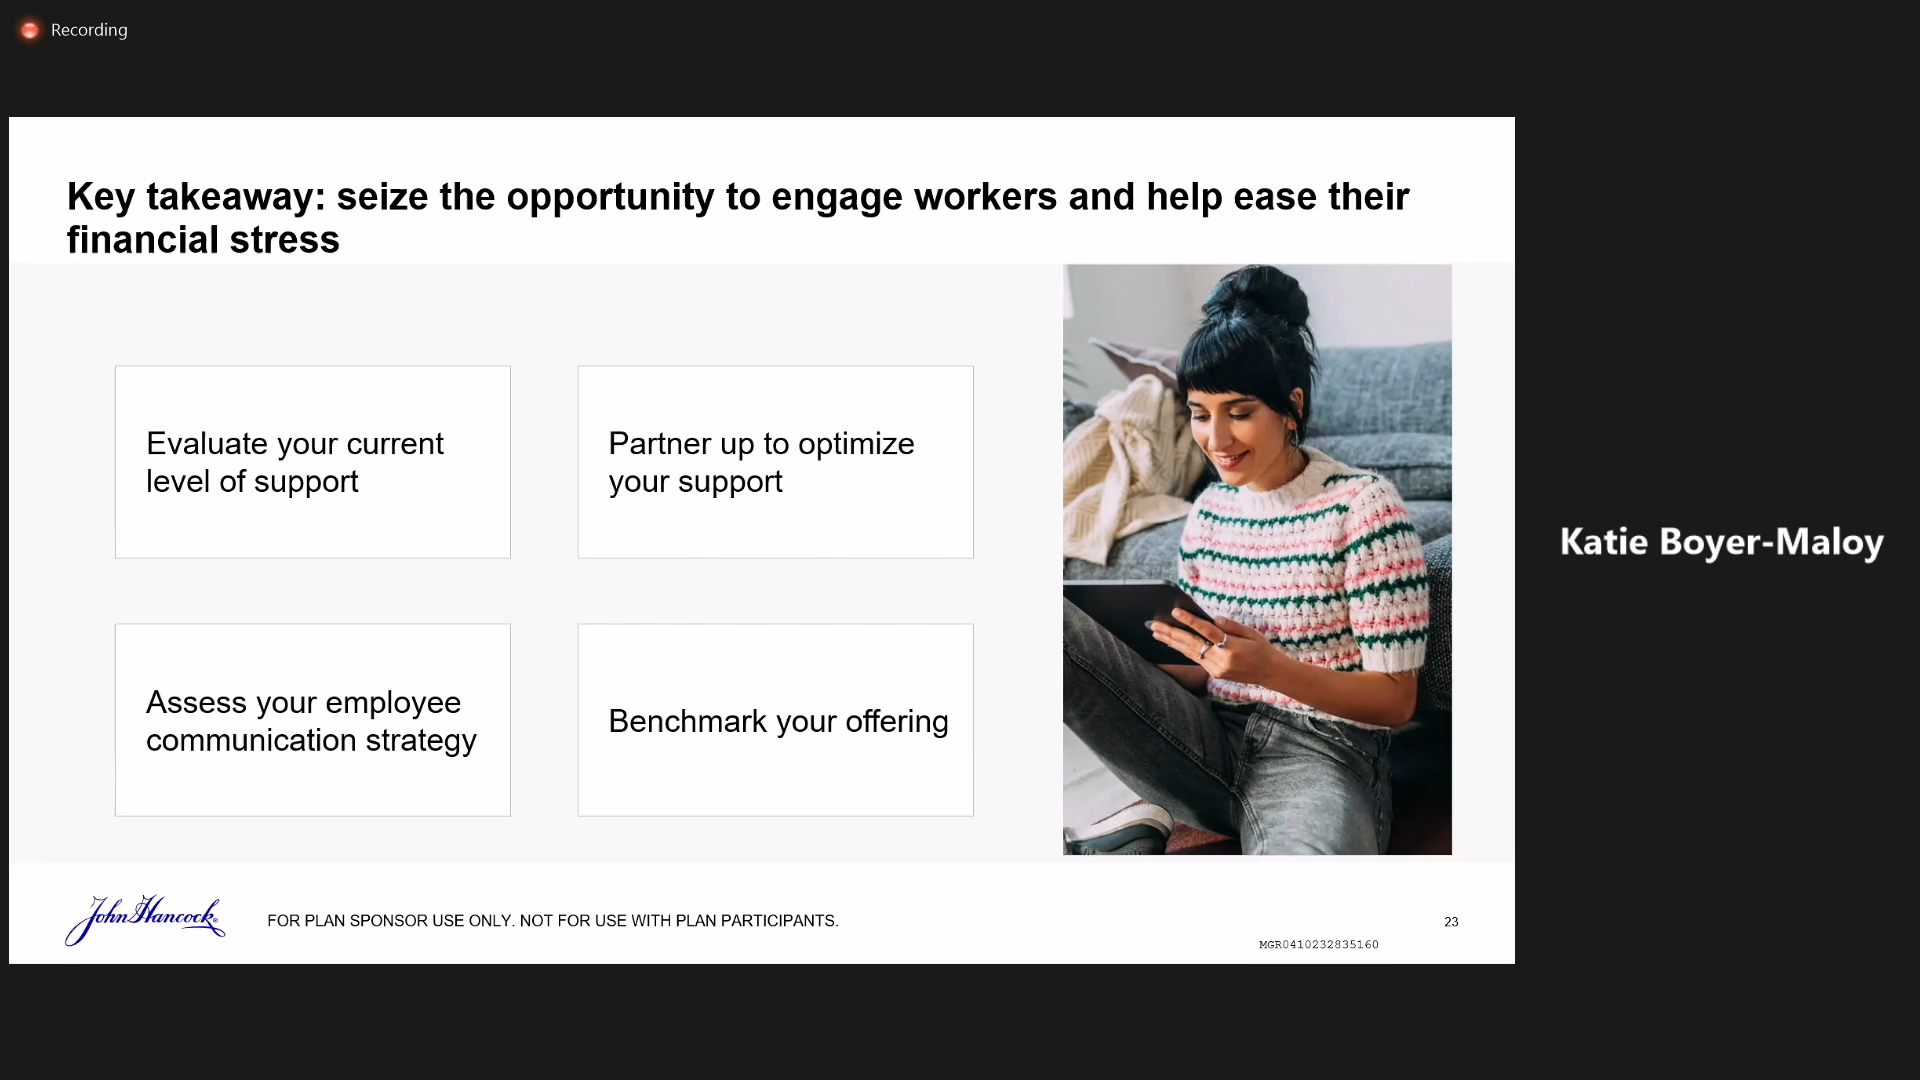 Recording
Key takeaway: seize the opportunity to engage workers and help ease their
financial stress
Evaluate your current
level of support
Partner up to optimize
your support
Assess your employee
communication strategy
Benchmark your offering
Katie Boyer-Maloy
John Hancock®
FOR PLAN SPONSOR USE ONLY. NOT FOR USE WITH PLAN PARTICIPANTS.
23
MGR0410232835160